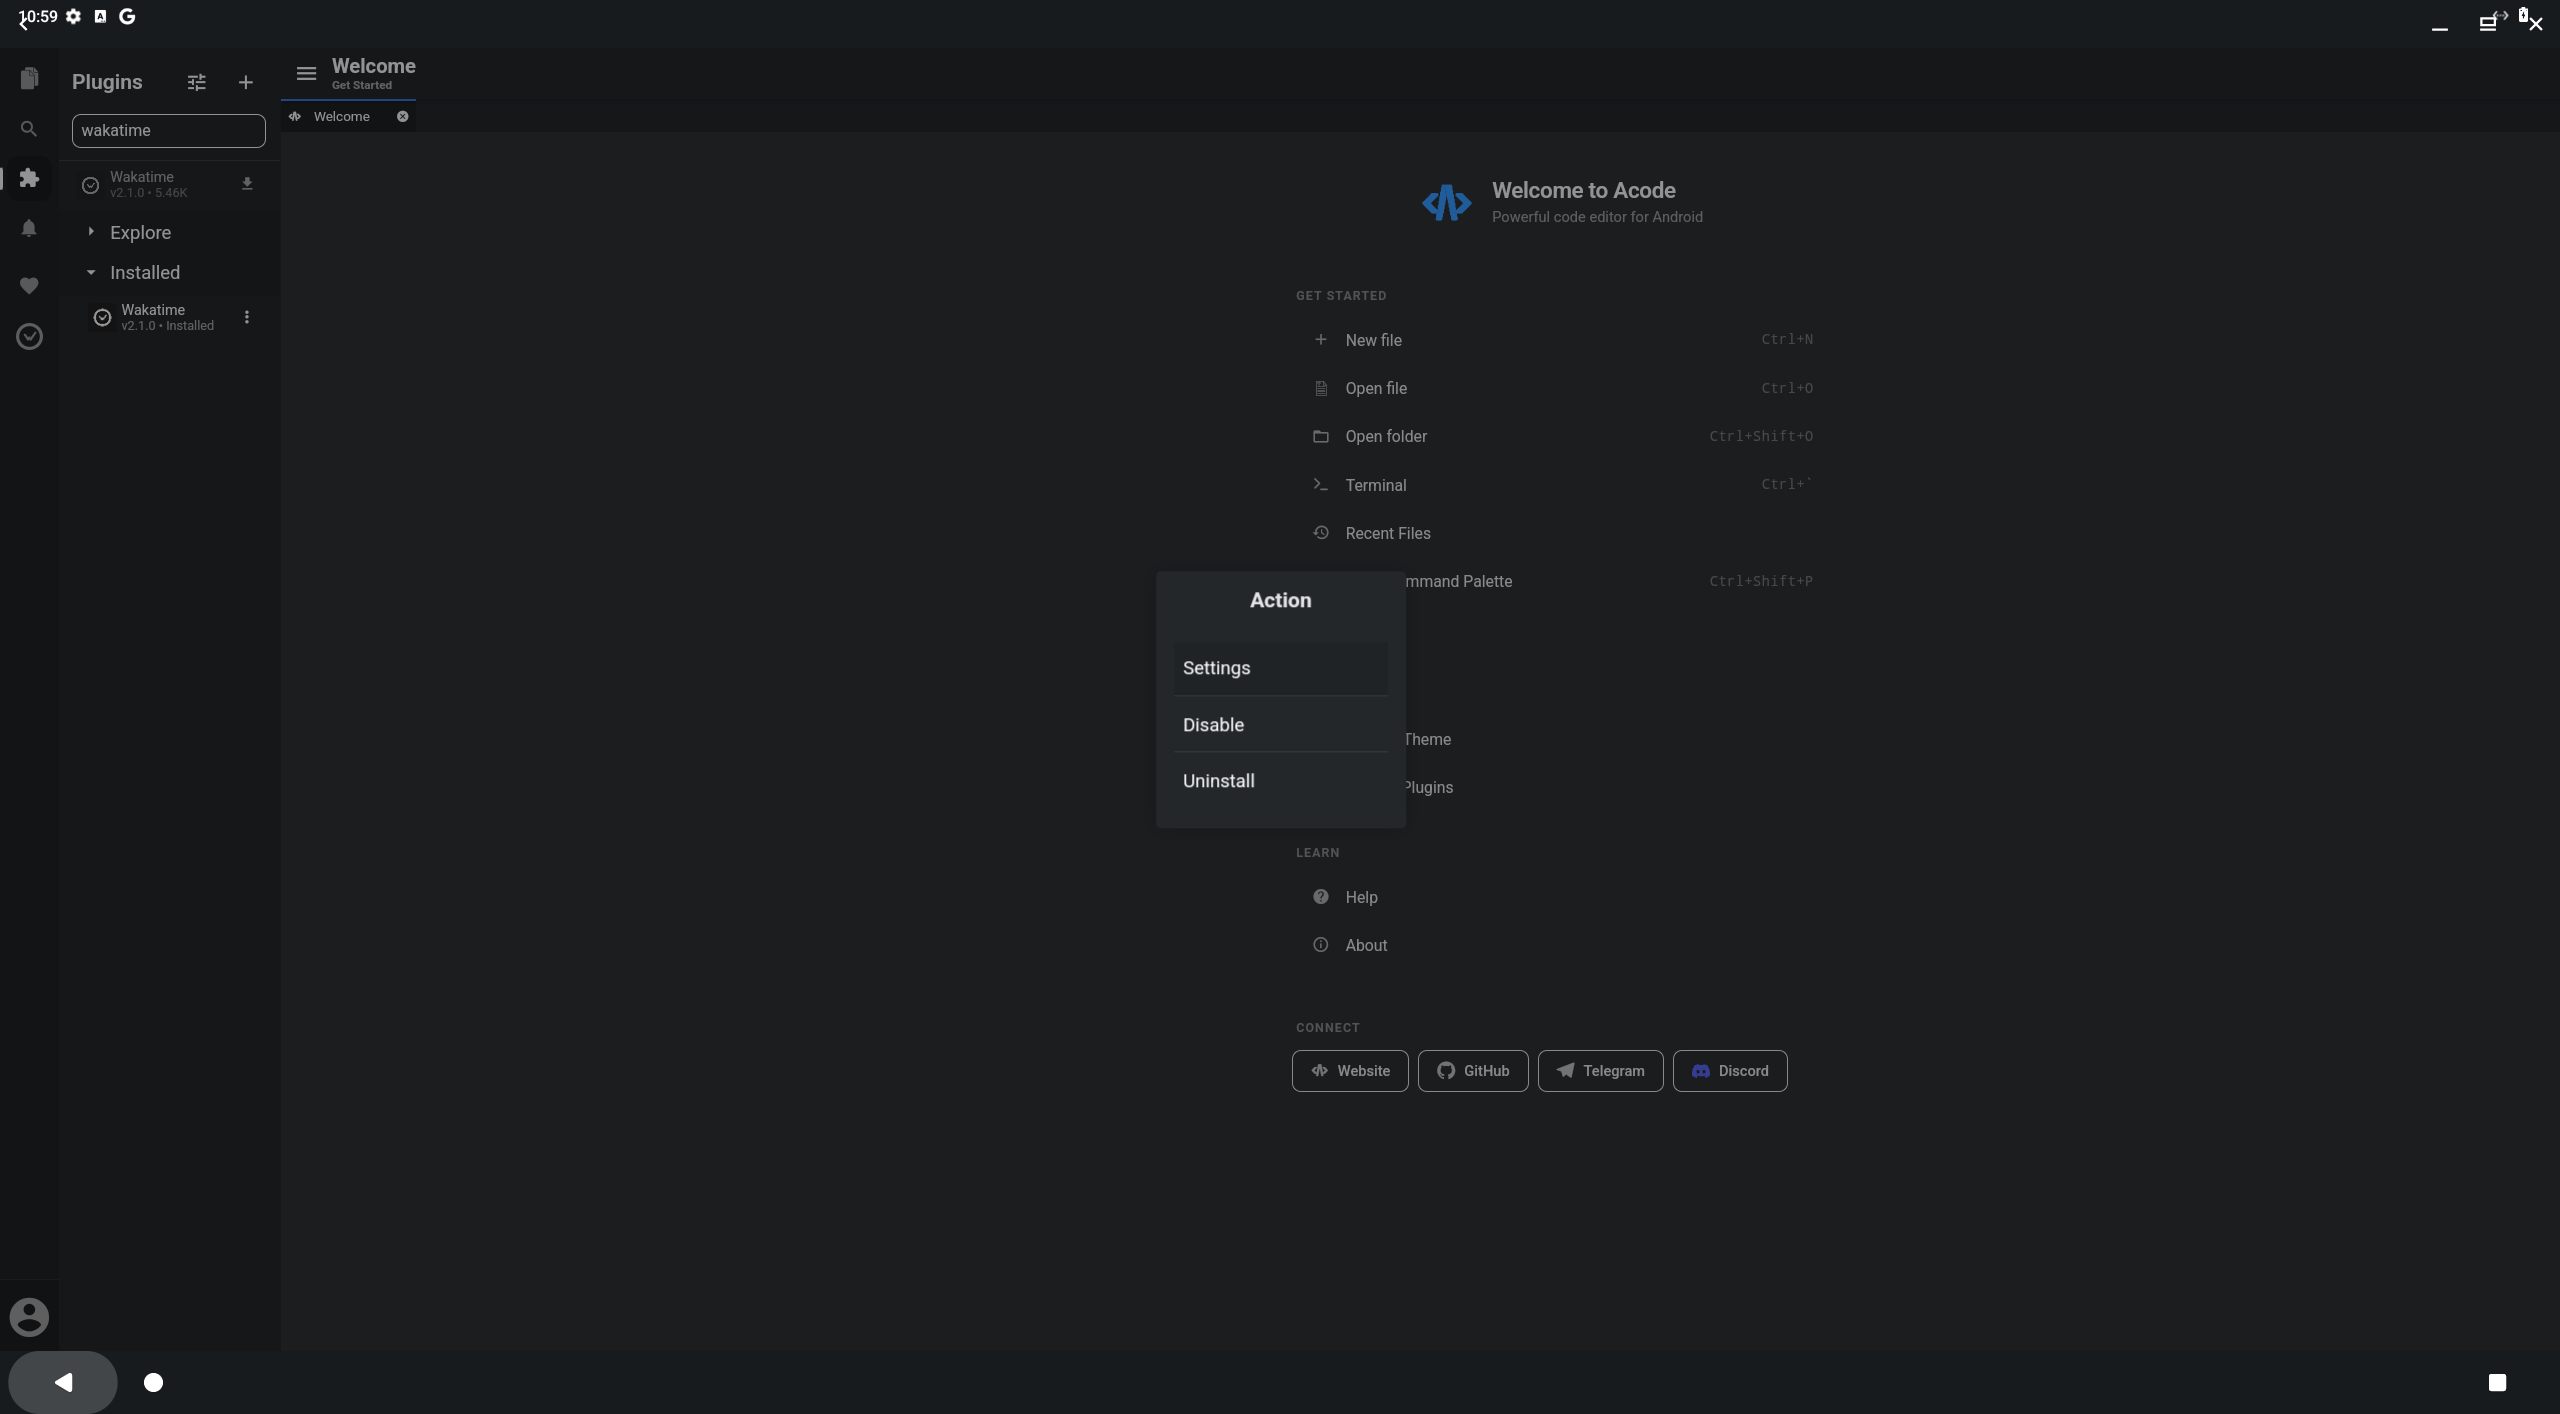 10:59
Plugins
wakatime
Wakatime
v2.1.0 • 5.46K
Explore
Installed
Wakatime
v2.1.0 • Installed
Welcome
Get Started
Welcome
Welcome to Acode
Powerful code editor for Android
GET STARTED
New file Ctrl+N
Open file Ctrl+O
Open folder Ctrl+Shift+O
Terminal Ctrl+`
Recent Files
mmand Palette Ctrl+Shift+P
Action
Settings
Disable
Uninstall
Theme
Plugins
LEARN
Help
About
CONNECT
Website GitHub Telegram Discord